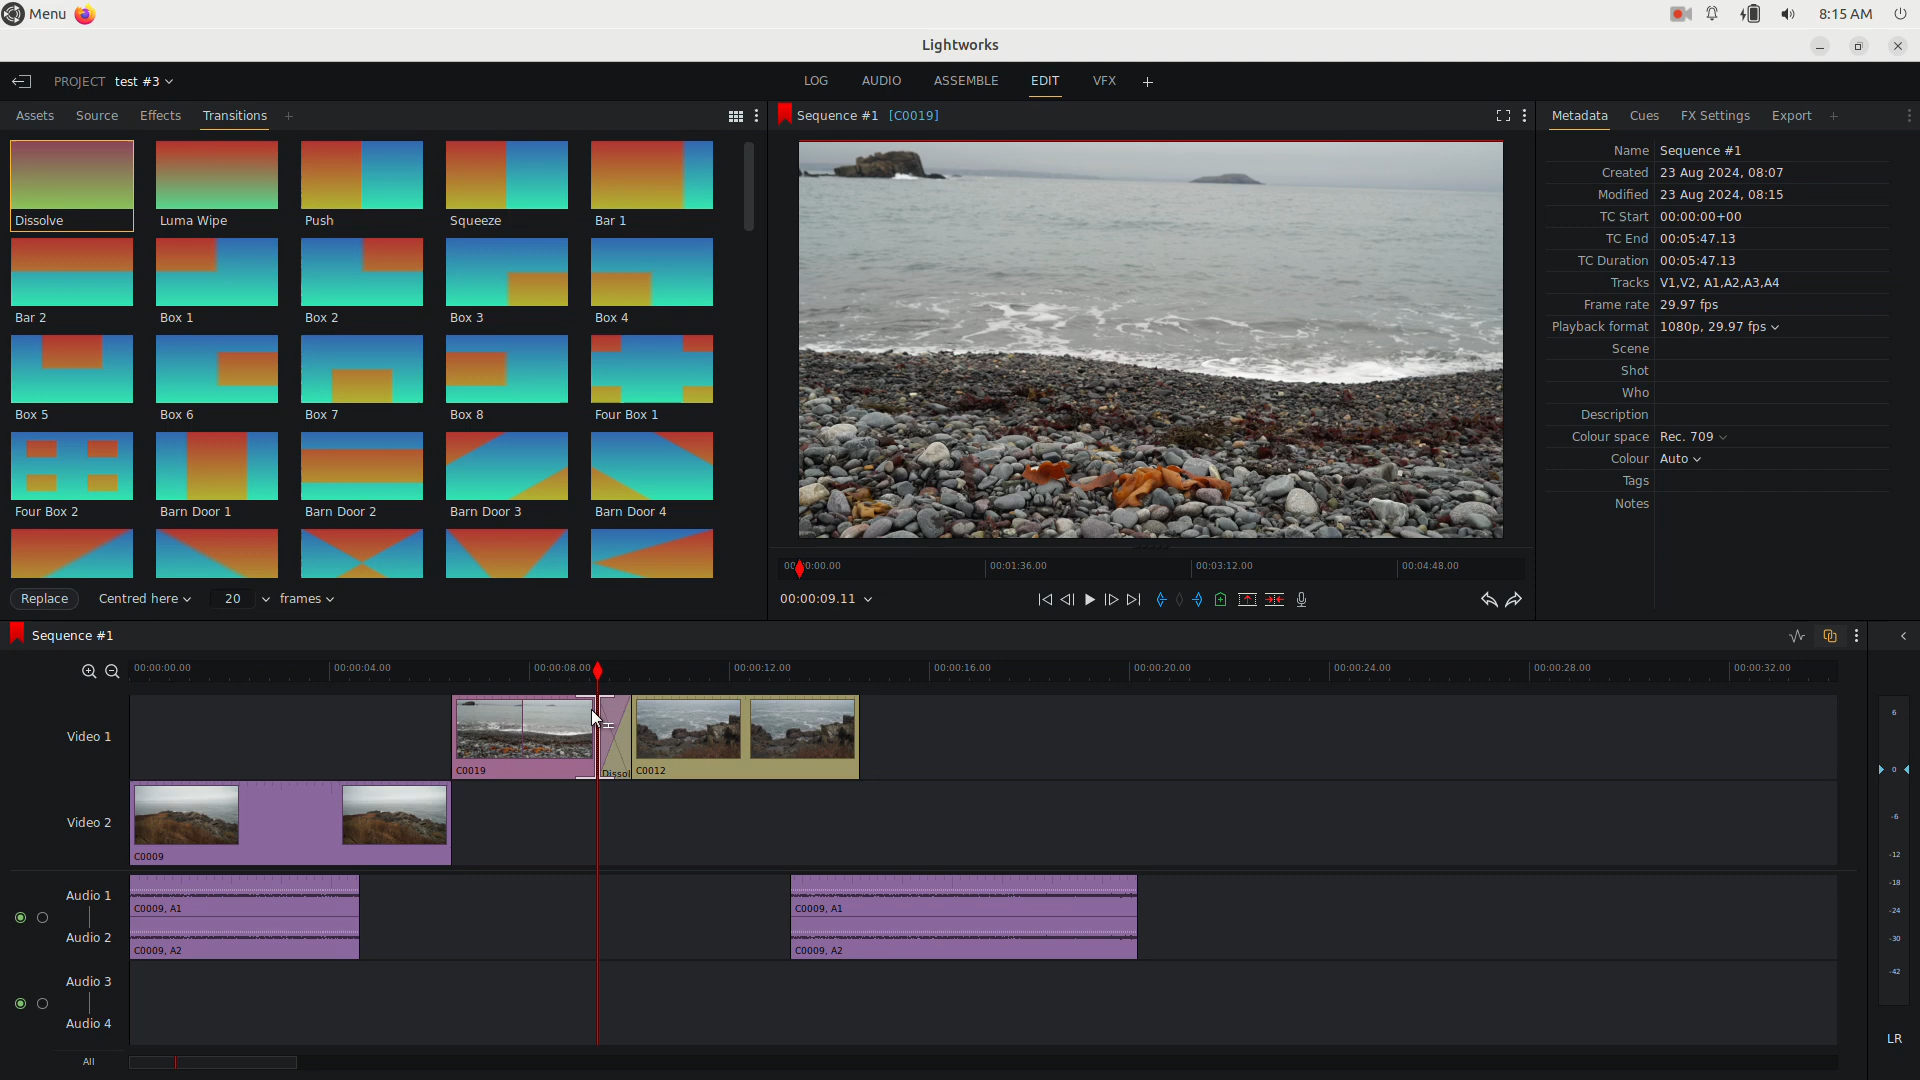 Menu
8:15 AM
Lightworks
PROJECT test #3
LOG AUDIO ASSEMBLE EDIT VFX +
Assets Source Effects Transitions +
Sequence #1 [C0019]
Metadata Cues FX Settings Export +
Dissolve Luma Wipe Push Squeeze Bar 1
Bar 2 Box 1 Box 2 Box 3 Box 4
Box 5 Box 6 Box 7 Box 8 Four Box 1
Four Box 2 Barn Door 1 Barn Door 2 Barn Door 3 Barn Door 4
Replace Centred here 20 frames
00:00:00.00 00:01:36.00 00:03:12.00 00:04:48.00
00:00:09.11
Name Sequence #1
Created 23 Aug 2024, 08:07
Modified 23 Aug 2024, 08:15
TC Start 00:00:00+00
TC End 00:05:47.13
TC Duration 00:05:47.13
Tracks V1,V2, A1,A2,A3,A4
Frame rate 29.97 fps
Playback format 1080p, 29.97 fps
Scene
Shot
Who
Description
Colour space Rec. 709
Colour Auto
Tags
Notes
Sequence #1
00:00:00.00 00:00:04.00 00:00:08.00 00:00:12.00 00:00:16.00 00:00:20.00 00:00:24.00 00:00:28.00 00:00:32.00
Video 1
C0019 Dissol C0012
Video 2
C0009
Audio 1
C0009, A1 C0009, A1
Audio 2
C0009, A2 C0009, A2
Audio 3
Audio 4
All
6
0
-6
-12
-18
-24
-30
-42
LR